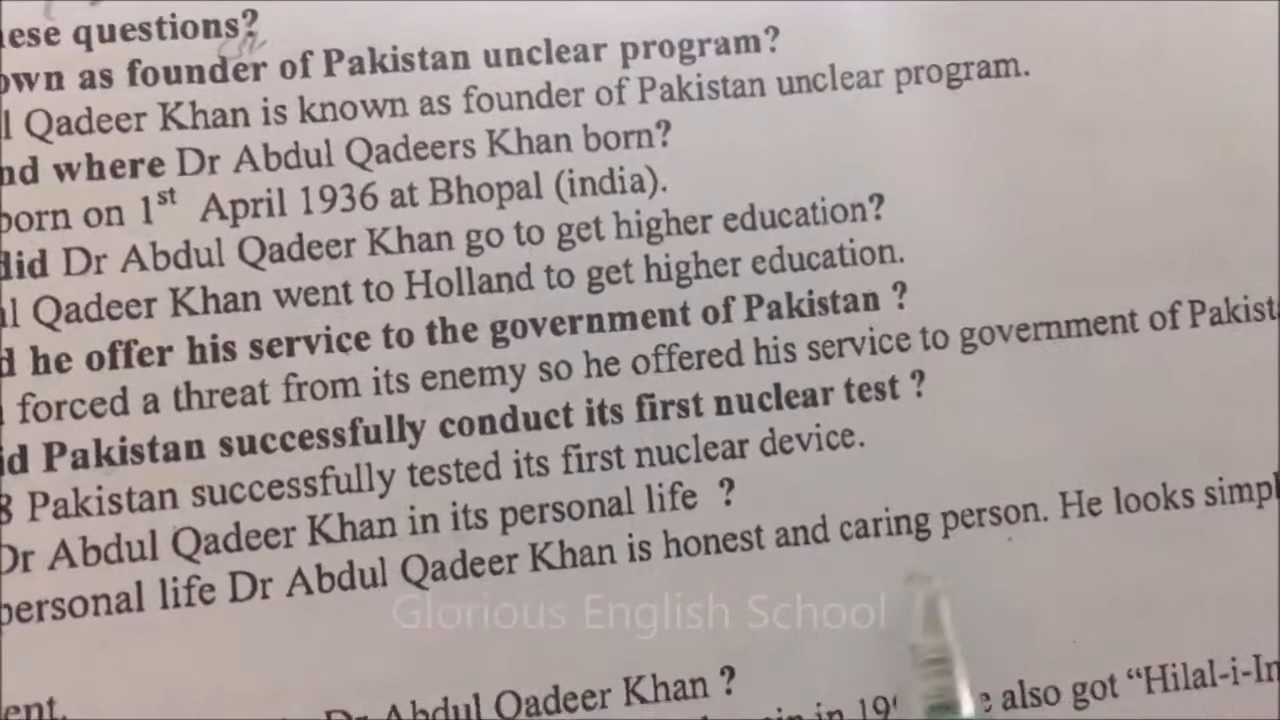 ese questions?
own as founder of Pakistan unclear program?
l Qadeer Khan is known as founder of Pakistan unclear program.
nd where Dr Abdul Qadeers Khan born?
born on 1st April 1936 at Bhopal (india).
did Dr Abdul Qadeer Khan go to get higher education?
al Qadeer Khan went to Holland to get higher education.
d he offer his service to the government of Pakistan ?
forced a threat from its enemy so he offered his service to government of Pakist
id Pakistan successfully conduct its first nuclear test ?
8 Pakistan successfully tested its first nuclear device.
Dr Abdul Qadeer Khan in its personal life ?
personal life Dr Abdul Qadeer Khan is honest and caring person. He looks simpl
Glorious English School
Dr Abdul Qadeer Khan ?
ent.
in 19 also got “Hilal-i-In